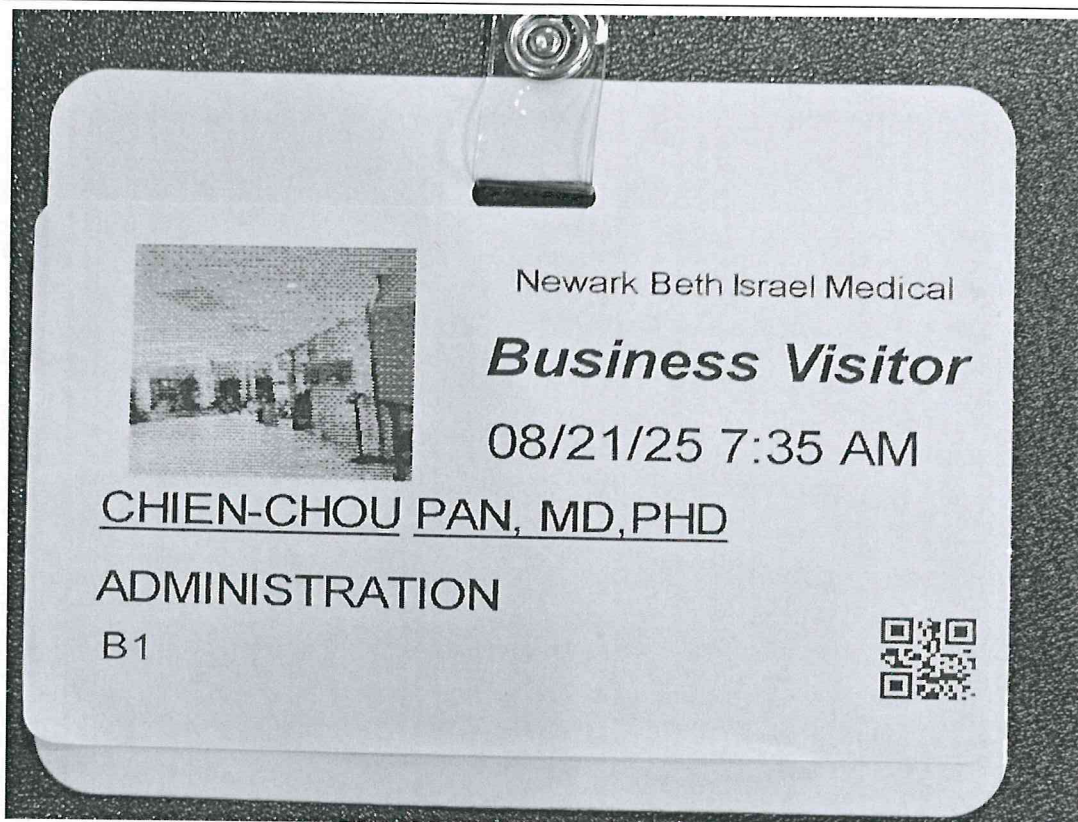 Newark Beth Israel Medical
Business Visitor
08/21/25 7:35 AM
CHIEN-CHOU PAN, MD,PHD
ADMINISTRATION
B1